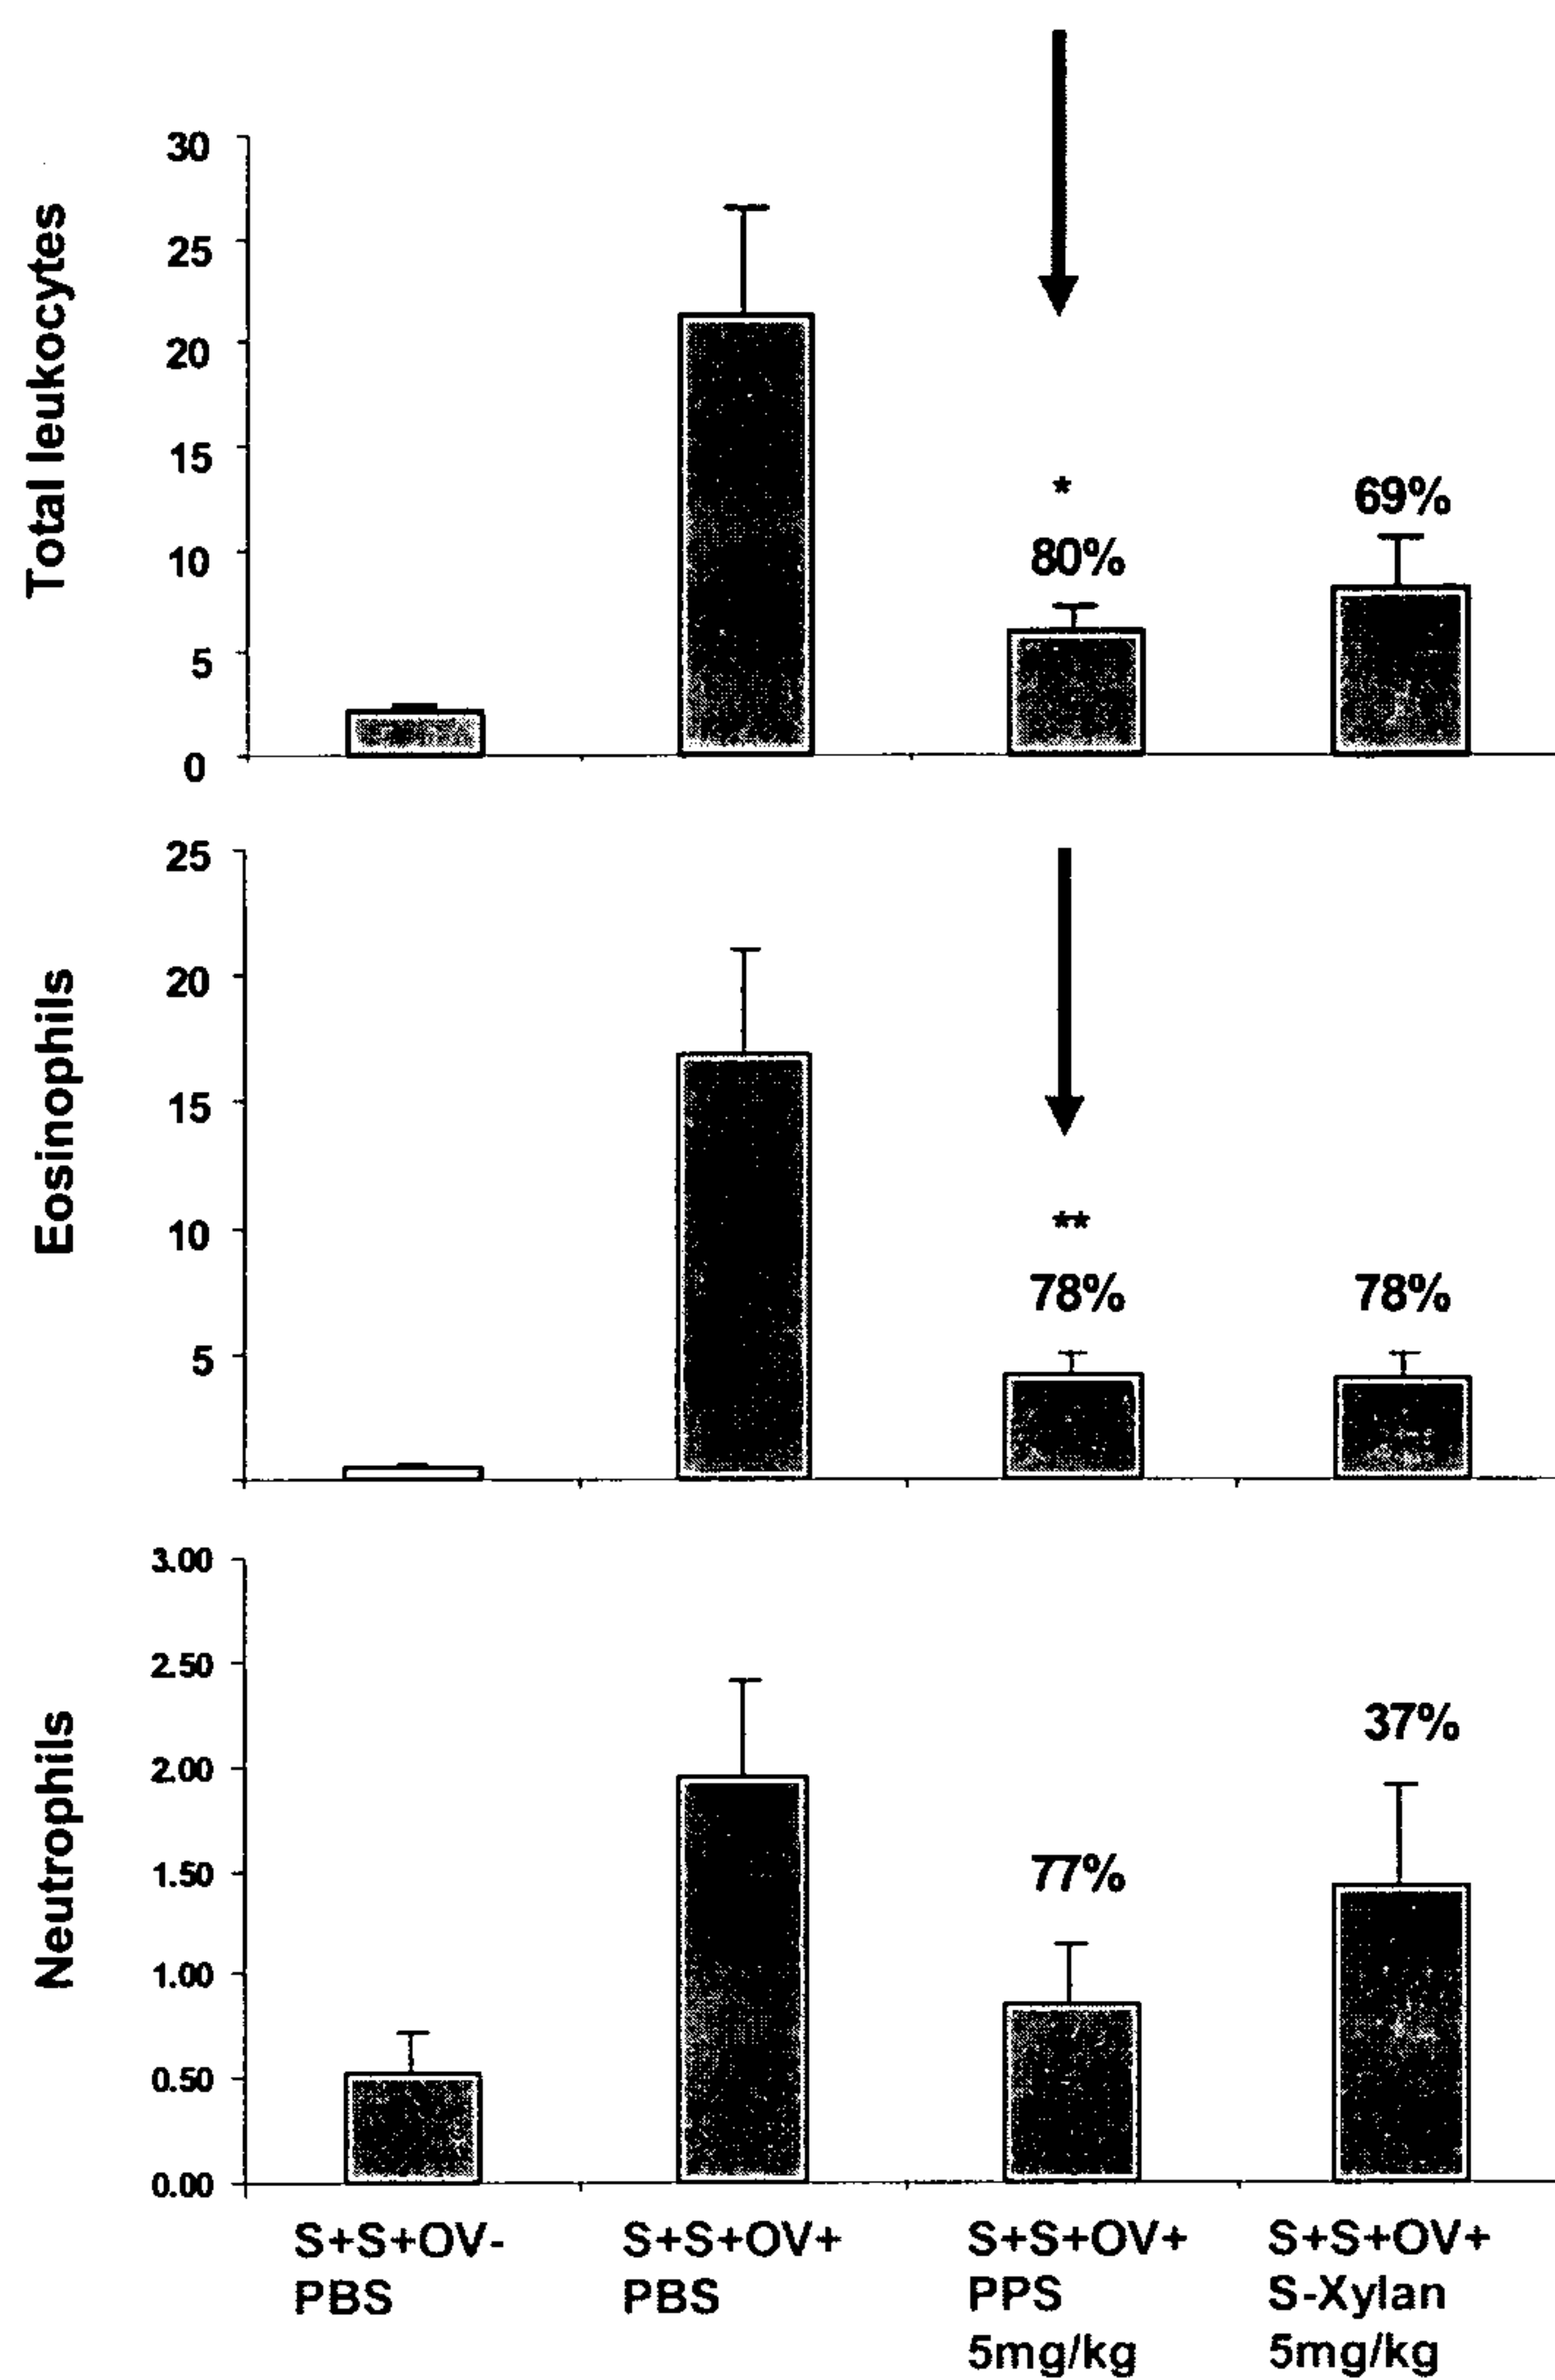 Total leukocytes
30
25
20
15
10
5
0
*
80%
69%
Eosinophils
25
20
15
10
5
**
78%
78%
Neutrophils
3.00
2.50
2.00
1.50
1.00
0.50
0.00
77%
37%
S+S+OV-
PBS
S+S+OV+
PBS
S+S+OV+
PPS
5mg/kg
S+S+OV+
S-Xylan
5mg/kg